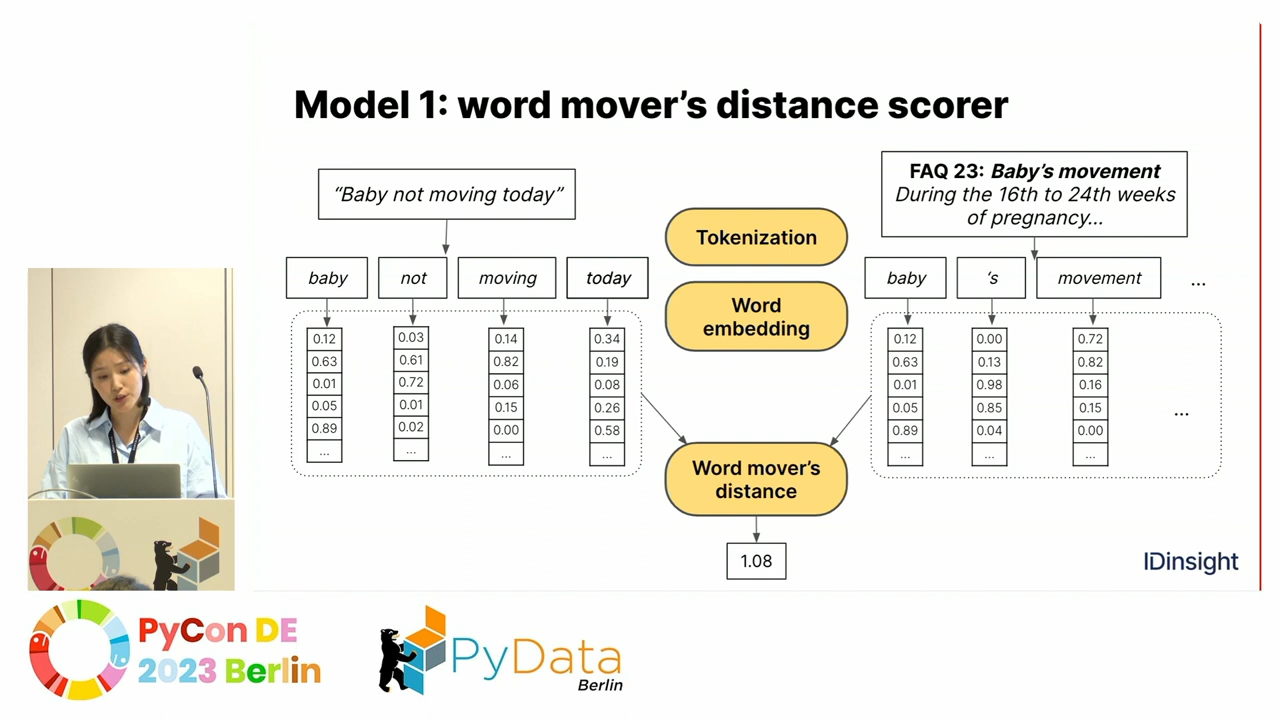 Model 1: word mover’s distance scorer
“Baby not moving today”
FAQ 23: Baby’s movement
During the 16th to 24th weeks
of pregnancy...
Tokenization
baby
not
moving
today
baby
‘s
movement
...
Word
embedding
0.12
0.63
0.01
0.05
0.89
...
0.03
0.61
0.72
0.01
0.02
...
0.14
0.82
0.06
0.15
0.00
...
0.34
0.19
0.08
0.26
0.58
...
0.12
0.63
0.01
0.05
0.89
...
0.00
0.13
0.98
0.85
0.04
...
0.72
0.82
0.16
0.15
0.00
...
...
Word mover’s
distance
1.08
IDinsight
PyCon DE
2023 Berlin
PyData
Berlin